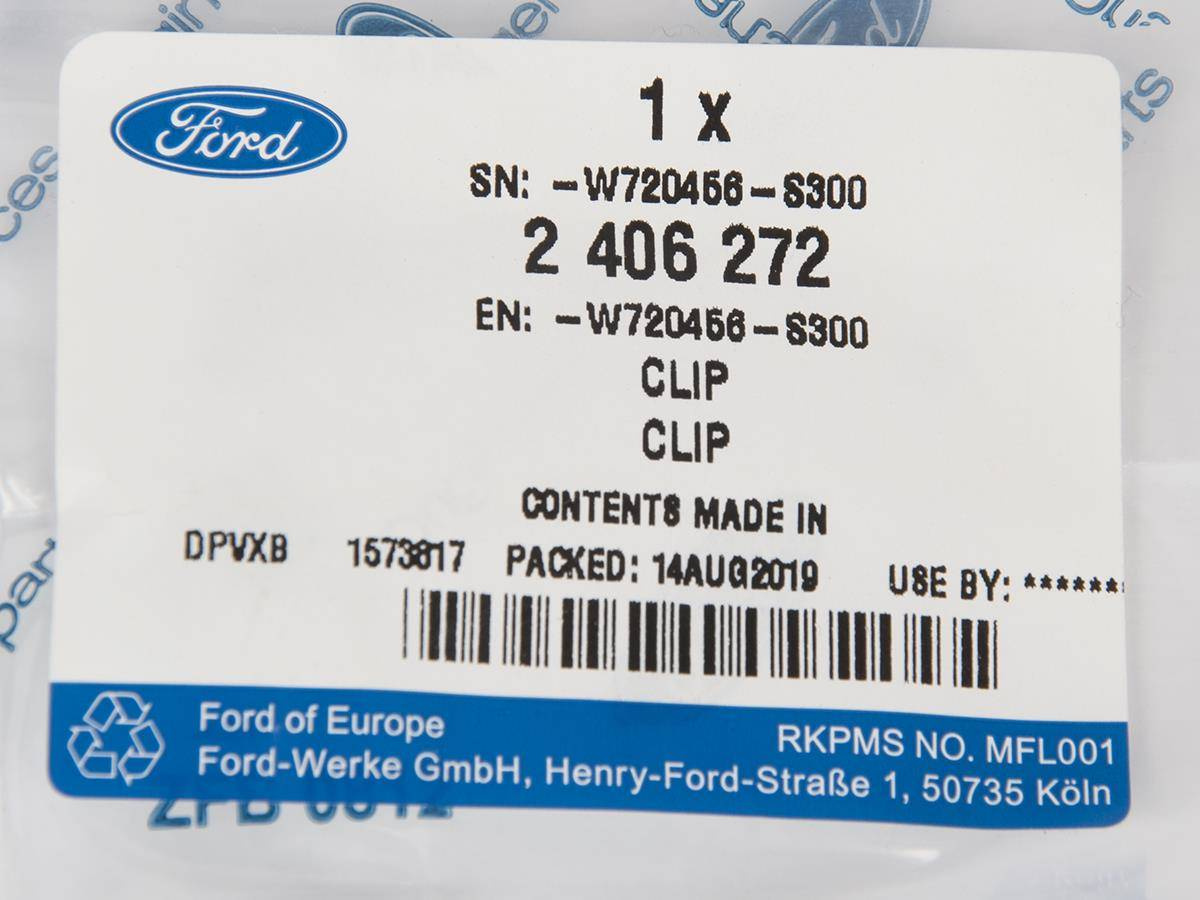 Ford
1 x
SN: -W720456-S300
2 406 272
EN: -W720456-S300
CLIP
CLIP
CONTENTS MADE IN
DPVXB 1573817 PACKED: 14AUG2019 USE BY: *******
Ford of Europe
RKPMS NO. MFL001
Ford-Werke GmbH, Henry-Ford-Straße 1, 50735 Köln